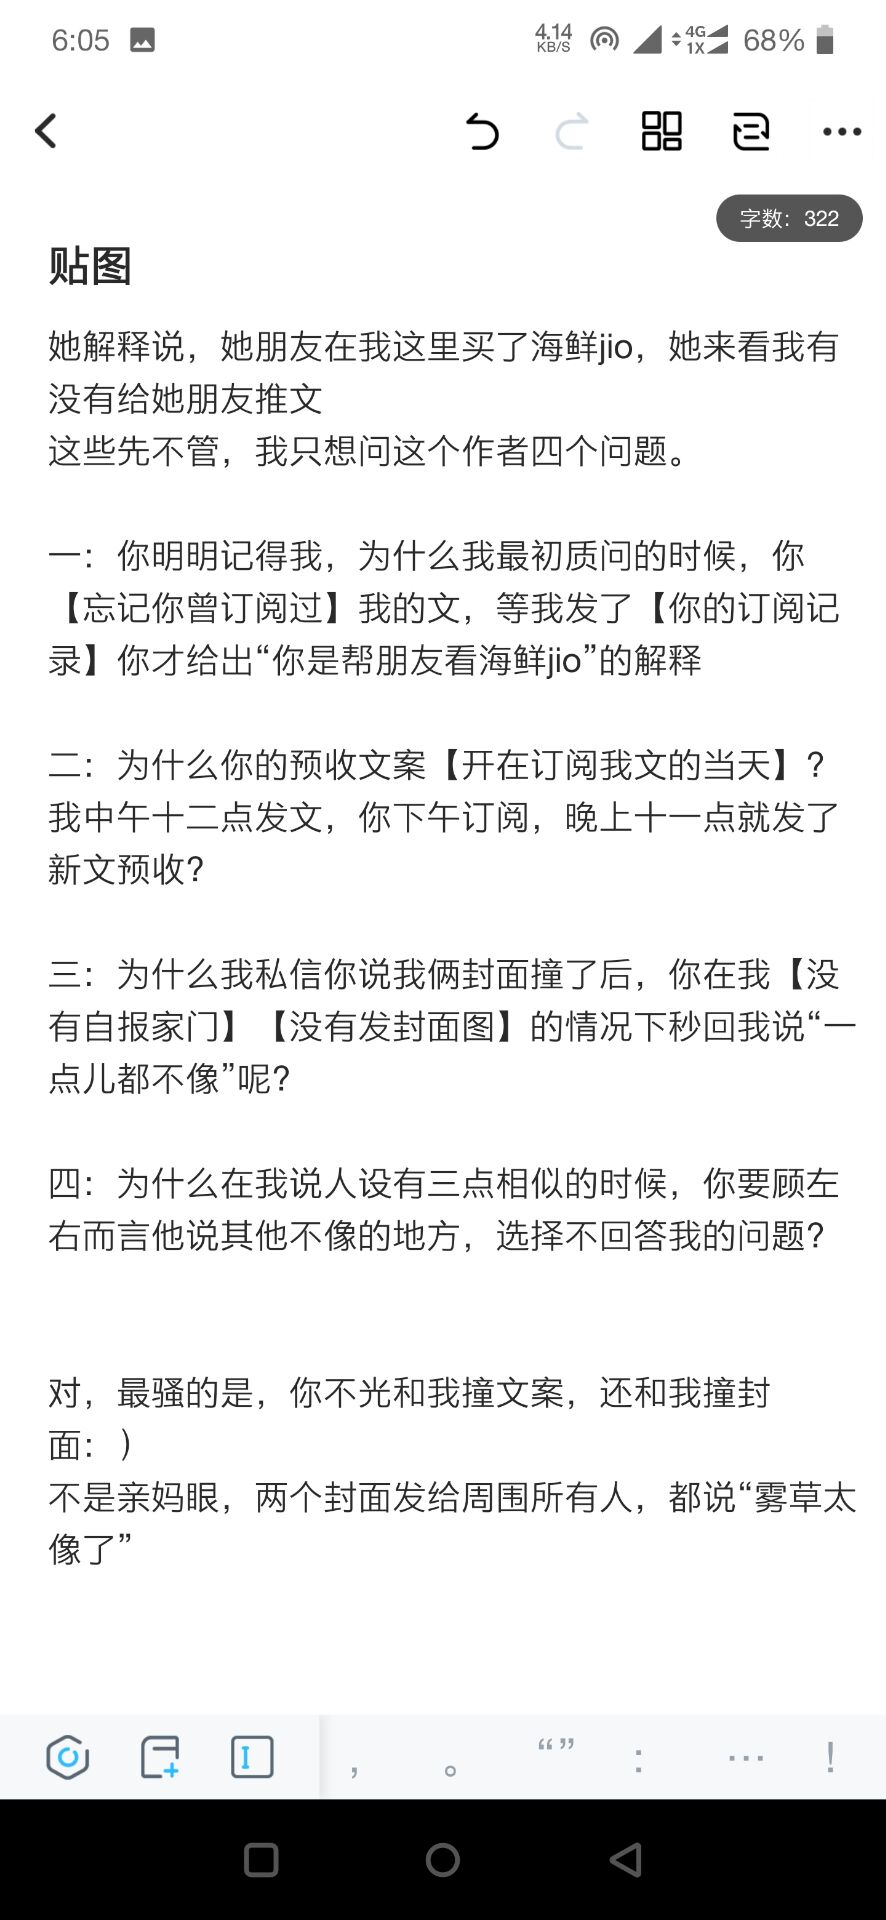 6:05
4.14 KB/S 4G 1X 68%
字数：322
贴图
她解释说，她朋友在我这里买了海鲜jio，她来看我有
没有给她朋友推文
这些先不管，我只想问这个作者四个问题。
一：你明明记得我，为什么我最初质问的时候，你
【忘记你曾订阅过】我的文，等我发了【你的订阅记
录】你才给出“你是帮朋友看海鲜jio”的解释
二：为什么你的预收文案【开在订阅我文的当天】?
我中午十二点发文，你下午订阅，晚上十一点就发了
新文预收?
三：为什么我私信你说我俩封面撞了后，你在我【没
有自报家门】【没有发封面图】的情况下秒回我说“一
点儿都不像”呢?
四：为什么在我说人设有三点相似的时候，你要顾左
右而言他说其他不像的地方，选择不回答我的问题?
对，最骚的是，你不光和我撞文案，还和我撞封
面：）
不是亲妈眼，两个封面发给周围所有人，都说“雾草太
像了”
， 。 “” ： … ！